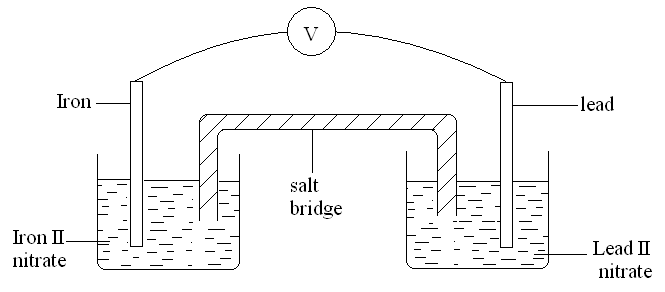 V
Iron
lead
salt
bridge
Iron II
nitrate
Lead II
nitrate